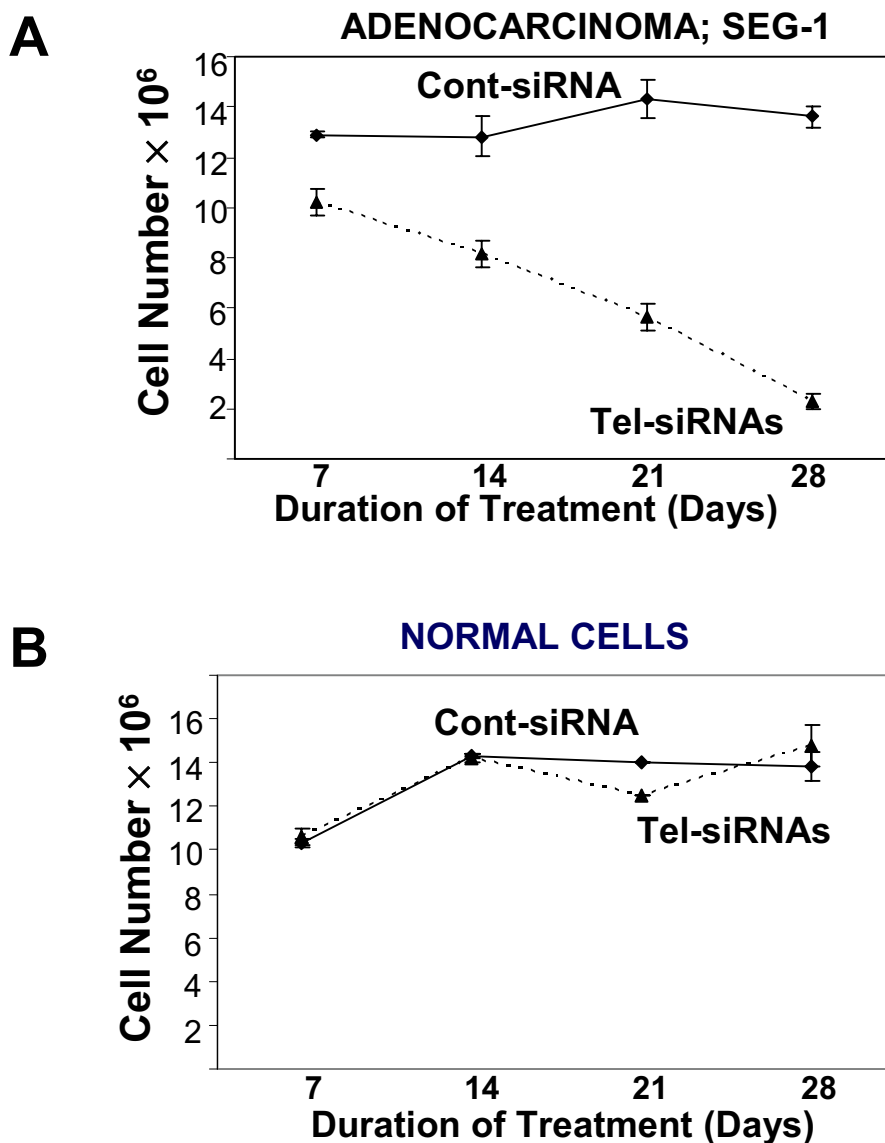 A
ADENOCARCINOMA; SEG-1
Cell Number × 10⁶
16
14
12
10
8
6
4
2
Cont-siRNA
Tel-siRNAs
7 14 21 28
Duration of Treatment (Days)
B
NORMAL CELLS
Cell Number × 10⁶
16
14
12
10
8
6
4
2
Cont-siRNA
Tel-siRNAs
7 14 21 28
Duration of Treatment (Days)